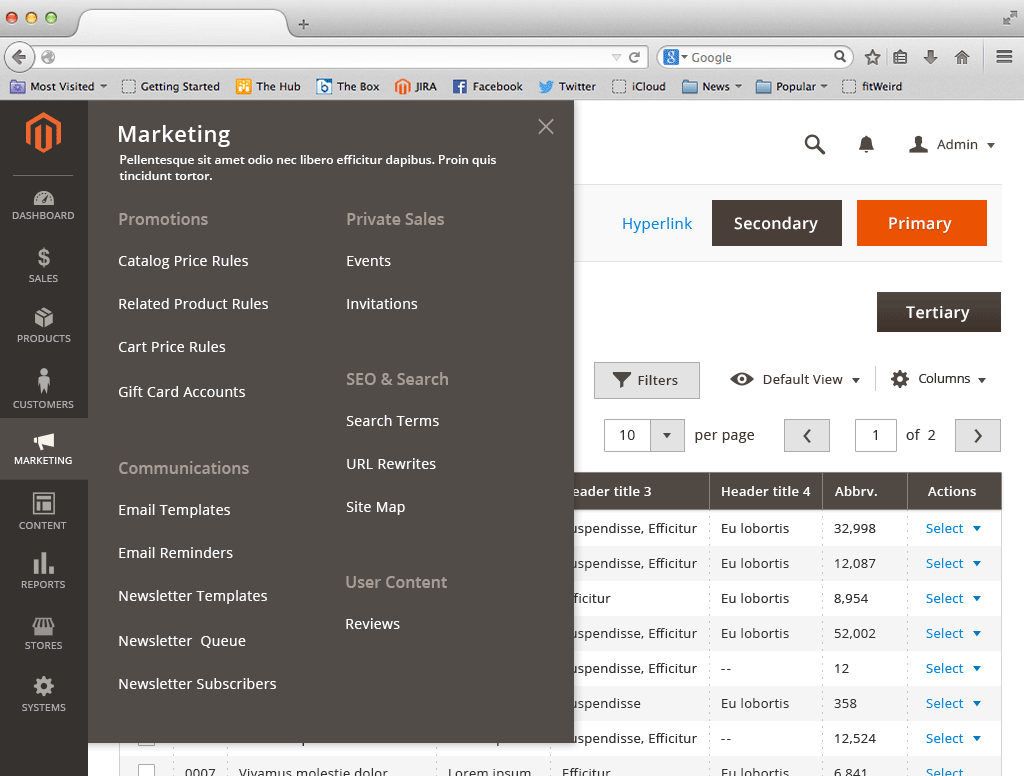 Google
Most Visited
Getting Started
The Hub
The Box
JIRA
Facebook
Twitter
iCloud
News
Popular
fitWeird
DASHBOARD
SALES
PRODUCTS
CUSTOMERS
MARKETING
CONTENT
REPORTS
STORES
SYSTEMS
Marketing
Pellentesque sit amet odio nec libero efficitur dapibus. Proin quis
tincidunt tortor.
Promotions
Catalog Price Rules
Related Product Rules
Cart Price Rules
Gift Card Accounts
Communications
Email Templates
Email Reminders
Newsletter Templates
Newsletter  Queue
Newsletter Subscribers
Private Sales
Events
Invitations
SEO & Search
Search Terms
URL Rewrites
Site Map
User Content
Reviews
Admin
Hyperlink
Secondary
Primary
Tertiary
Filters
Default View
Columns
10
per page
1
of 2
eader title 3 Header title 4 Abbrv. Actions
uspendisse, Efficitur Eu lobortis 32,998 Select
uspendisse, Efficitur Eu lobortis 12,087 Select
fficitur Eu lobortis 8,954 Select
uspendisse, Efficitur Eu lobortis 52,002 Select
uspendisse, Efficitur -- 12 Select
uspendisse Eu lobortis 358 Select
uspendisse, Efficitur -- 12,524 Select
0007 Vivamus molestie dolor Lorem ipsum Efficitur Eu lobortis 6,841 Select